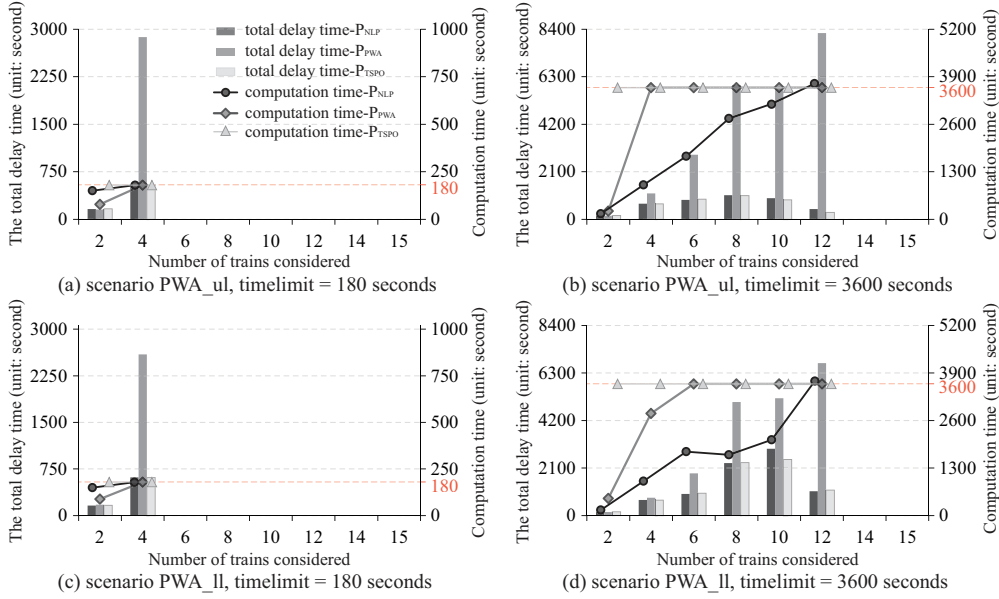 The total delay time (unit: second)
3000
2250
1500
750
0
total delay time-PNLP
total delay time-PPWA
total delay time-PTSPO
computation time-PNLP
computation time-PPWA
computation time-PTSPO
1000
750
500
250
180
0
Computation time (unit: second)
2 4 6 8 10 12 15
Number of trains considered
(a) scenario PWA_ul, timelimit = 180 seconds
The total delay time (unit: second)
8400
6300
4200
2100
0
5200
3900
3600
2600
1300
0
Computation time (unit: second)
2 4 6 8 10 12 15
Number of trains considered
(b) scenario PWA_ul, timelimit = 3600 seconds
The total delay time (unit: second)
3000
2250
1500
750
0
1000
750
500
250
180
0
Computation time (unit: second)
2 4 6 8 10 12 15
Number of trains considered
(c) scenario PWA_ll, timelimit = 180 seconds
The total delay time (unit: second)
8400
6300
4200
2100
0
5200
3900
3600
2600
1300
0
Computation time (unit: second)
2 4 6 8 10 12 15
Number of trains considered
(d) scenario PWA_ll, timelimit = 3600 seconds